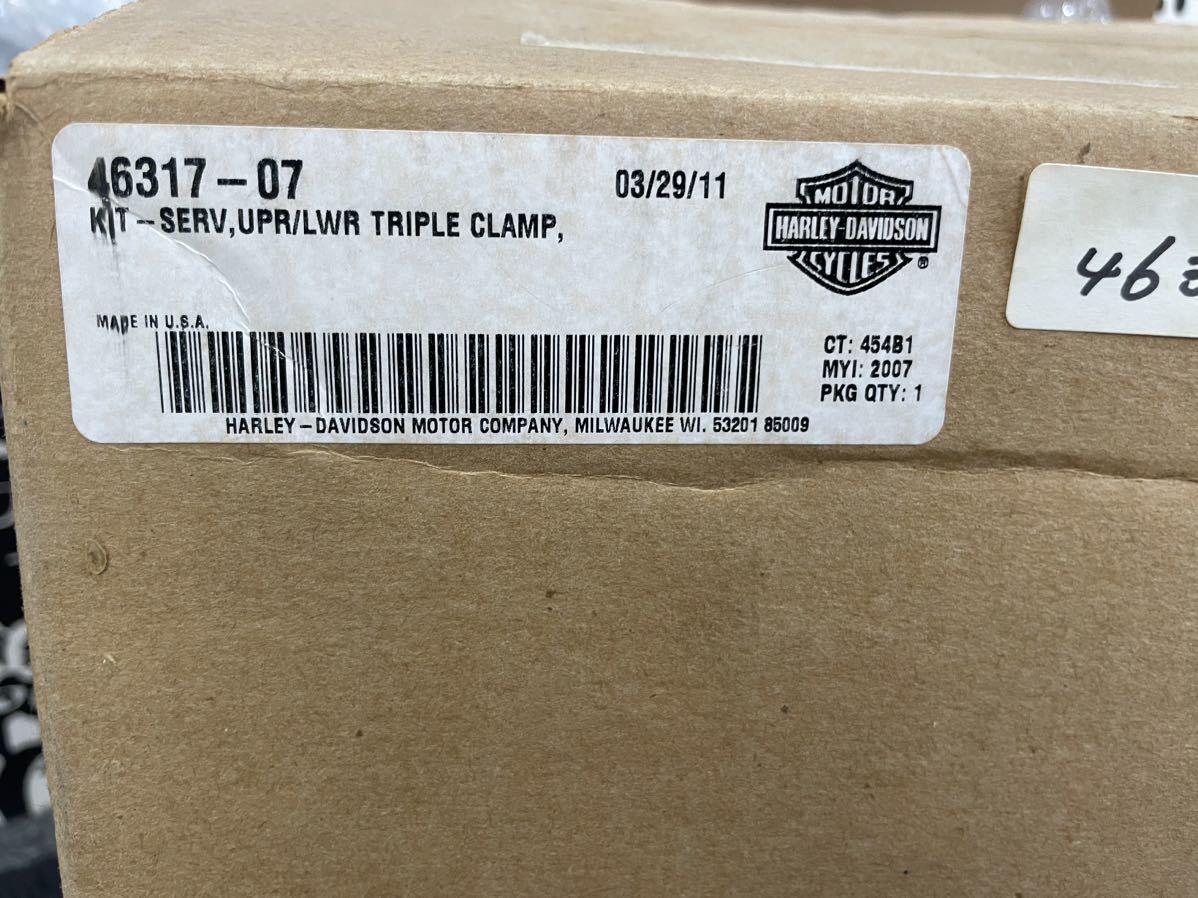 46317-07
03/29/11
KIT-SERV,UPR/LWR TRIPLE CLAMP,
MOTOR
HARLEY-DAVIDSON
CYCLES
®
MADE IN U.S.A.
CT: 454B1
MYI: 2007
PKG QTY: 1
HARLEY-DAVIDSON MOTOR COMPANY, MILWAUKEE WI. 53201 85009
46